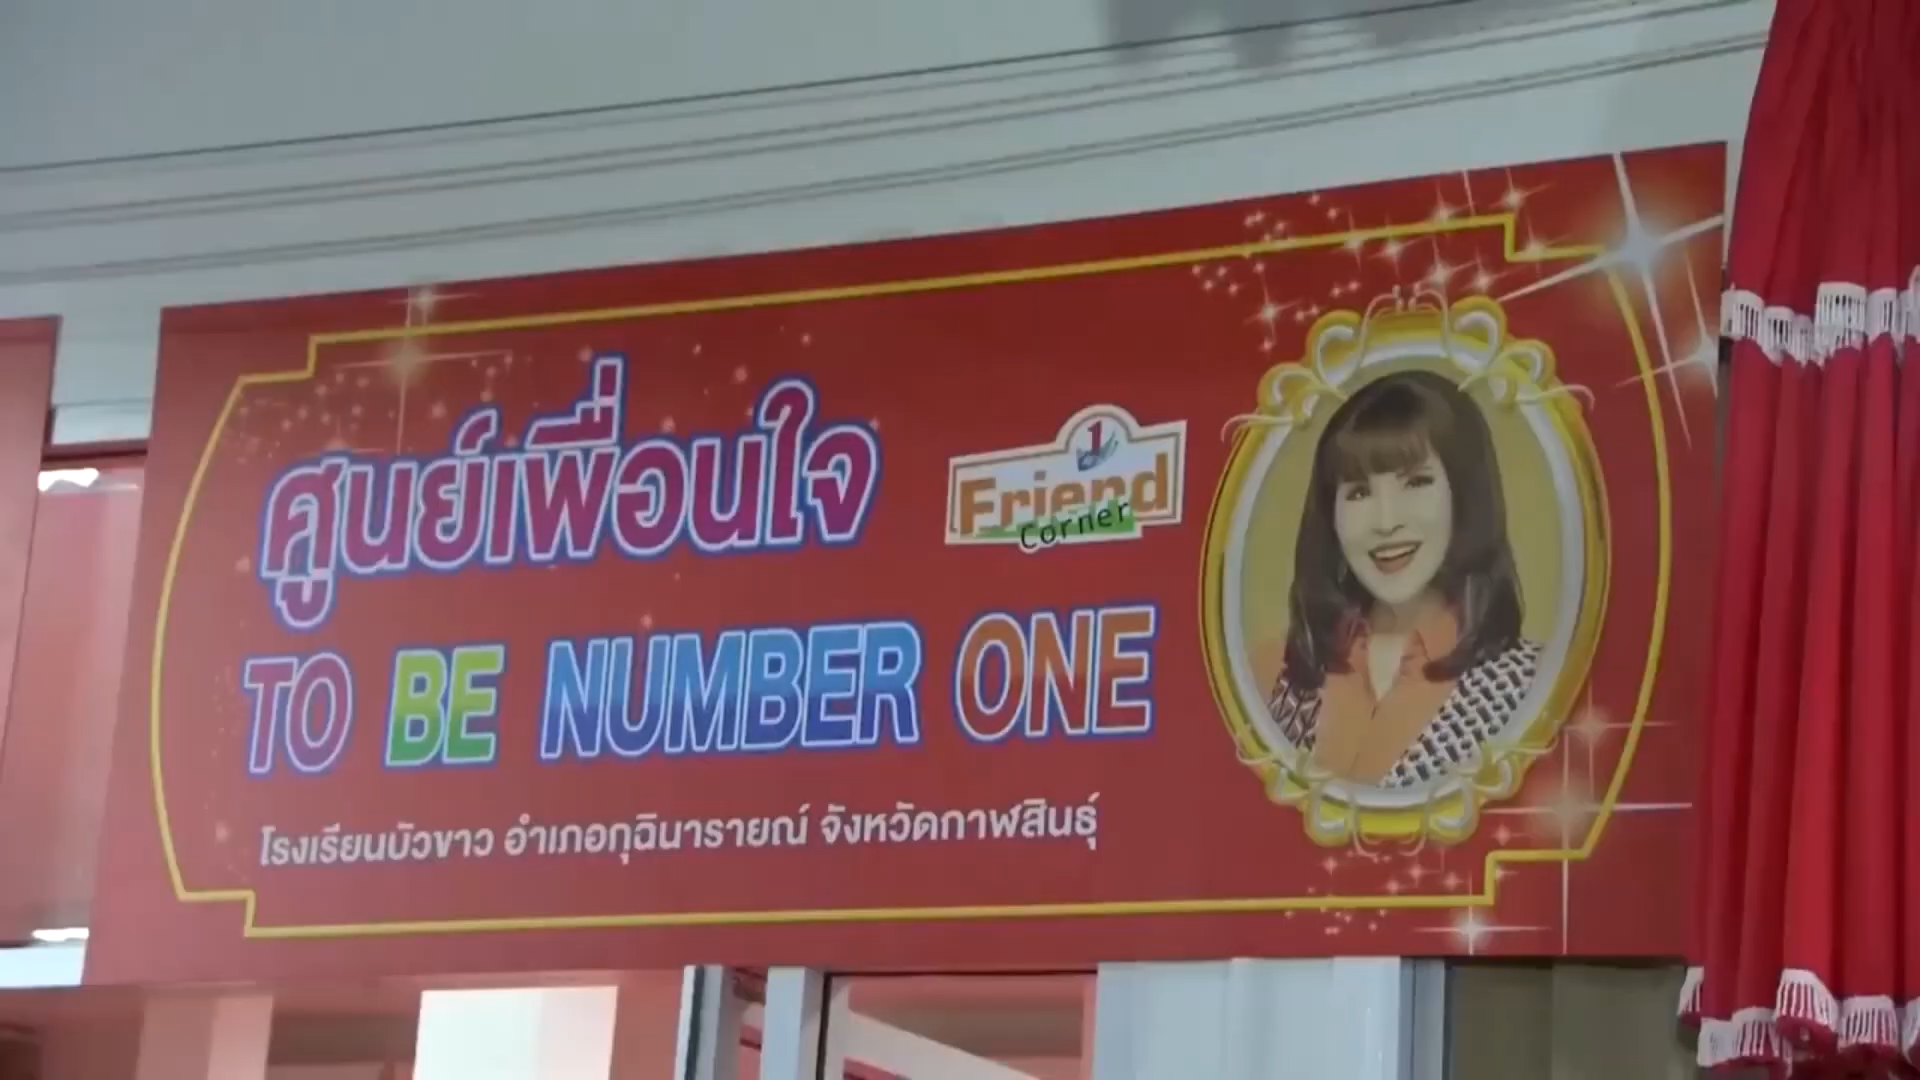 ศูนย์เพื่อนใจ
1
Friend
Corner
TO BE NUMBER ONE
โรงเรียนบัวขาว อำเภอกุฉินารายณ์ จังหวัดกาฬสินธุ์